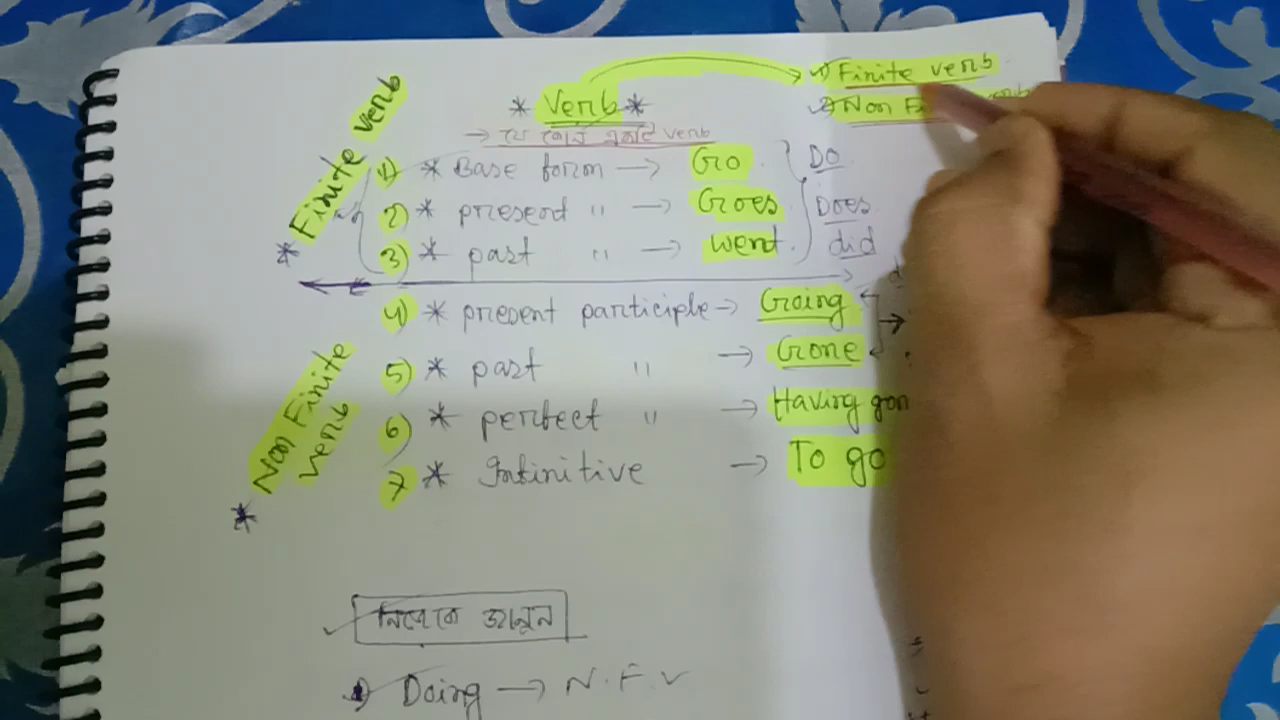 1) Finite verb
* Verb *
2) Non Fi
→ যে কোন একটি verb
Finite verb
1) * Base form → Go } Do
2) * present " → Goes } Does
3) * past " → went } did
*
4) * present participle → Going
5) * past " → Gone
6) * perfect " → Having gon
7) * Infinitive → To go
Non Finite
verb
*
নিজেকে জানুন
1) Doing → N.F.V